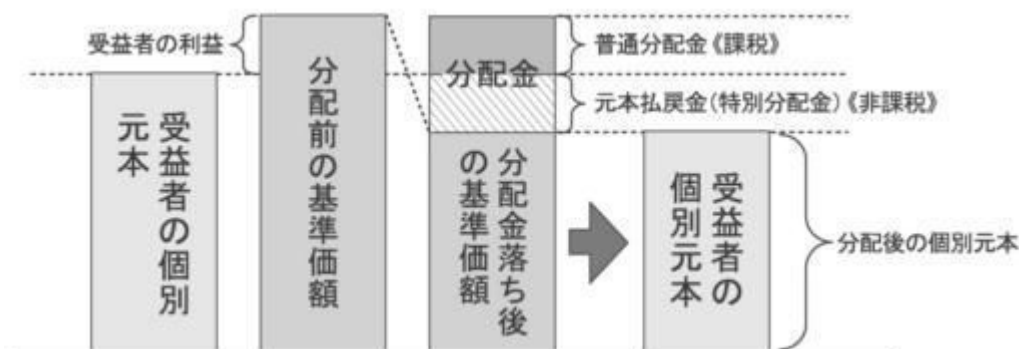 受益者の利益
受益者の個別
元本
分配前の基準価額
分配金
分配金落ち後
の基準価額
普通分配金《課税》
元本払戻金(特別分配金)《非課税》
受益者の
個別元本
分配後の個別元本